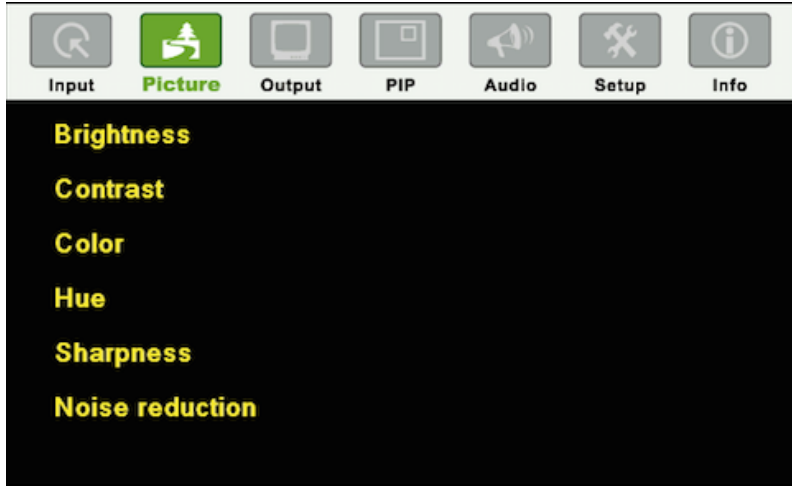 Input Picture Output PIP Audio Setup Info
Brightness
Contrast
Color
Hue
Sharpness
Noise reduction